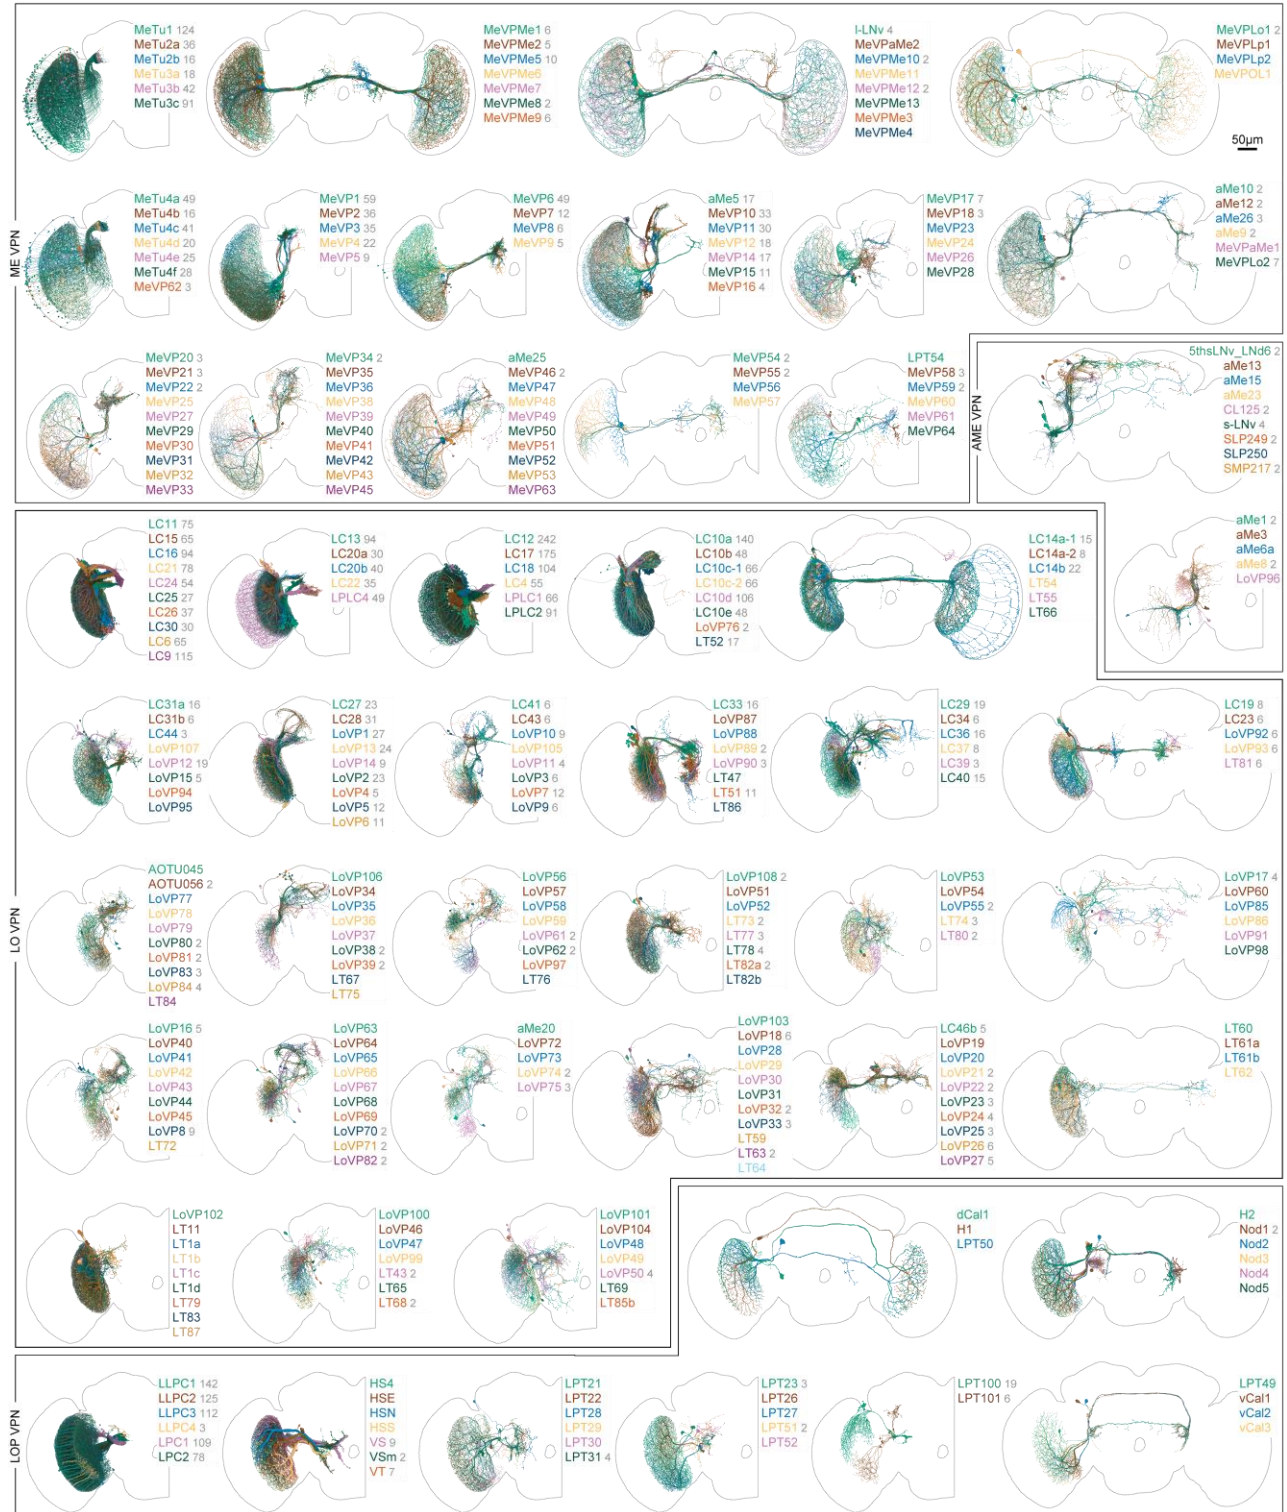 ME VPN
MeTu1 124
MeTu2a 36
MeTu2b 16
MeTu3a 18
MeTu3b 42
MeTu3c 91
MeVPMe1 6
MeVPMe2 5
MeVPMe5 10
MeVPMe6
MeVPMe7
MeVPMe8 2
MeVPMe9 6
l-LNv 4
MeVPaMe2
MeVPMe10 2
MeVPMe11
MeVPMe12 2
MeVPMe13
MeVPMe3
MeVPMe4
MeVPLo1 2
MeVPLp1
MeVPLp2
MeVPOL1
50µm
MeTu4a 49
MeTu4b 16
MeTu4c 41
MeTu4d 20
MeTu4e 25
MeTu4f 28
MeVP62 3
MeVP1 59
MeVP2 36
MeVP3 35
MeVP4 22
MeVP5 9
MeVP6 49
MeVP7 12
MeVP8 6
MeVP9 5
aMe5 17
MeVP10 33
MeVP11 30
MeVP12 18
MeVP14 17
MeVP15 11
MeVP16 4
MeVP17 7
MeVP18 3
MeVP23
MeVP24
MeVP26
MeVP28
aMe10 2
aMe12 2
aMe26 3
aMe9 2
MeVPaMe1
MeVPLo2 7
MeVP20 3
MeVP21 3
MeVP22 2
MeVP25
MeVP27
MeVP29
MeVP30
MeVP31
MeVP32
MeVP33
MeVP34 2
MeVP35
MeVP36
MeVP38
MeVP39
MeVP40
MeVP41
MeVP42
MeVP43
MeVP45
aMe25
MeVP46 2
MeVP47
MeVP48
MeVP49
MeVP50
MeVP51
MeVP52
MeVP53
MeVP63
MeVP54 2
MeVP55 2
MeVP56
MeVP57
LPT54
MeVP58 3
MeVP59 2
MeVP60
MeVP61
MeVP64
AME VPN
5thsLNv_LNd6 2
aMe13
aMe15
aMe23
CL125 2
s-LNv 4
SLP249 2
SLP250
SMP217 2
aMe1 2
aMe3
aMe6a
aMe8 2
LoVP96
LO VPN
LC11 75
LC15 65
LC16 94
LC21 78
LC24 54
LC25 27
LC26 37
LC30 30
LC6 65
LC9 115
LC13 94
LC20a 30
LC20b 40
LC22 35
LPLC4 49
LC12 242
LC17 175
LC18 104
LC4 55
LPLC1 66
LPLC2 91
LC10a 140
LC10b 48
LC10c-1 66
LC10c-2 66
LC10d 106
LC10e 48
LoVP76 2
LT52 17
LC14a-1 15
LC14a-2 8
LC14b 22
LT54
LT55
LT66
LC31a 16
LC31b 6
LC44 3
LoVP107
LoVP12 19
LoVP15 5
LoVP94
LoVP95
LC27 23
LC28 31
LoVP1 27
LoVP13 24
LoVP14 9
LoVP2 23
LoVP4 5
LoVP5 12
LoVP6 11
LC41 6
LC43 6
LoVP10 9
LoVP105
LoVP11 4
LoVP3 6
LoVP7 12
LoVP9 6
LC33 16
LoVP87
LoVP88
LoVP89 2
LoVP90 3
LT47
LT51 11
LT86
LC29 19
LC34 6
LC36 16
LC37 8
LC39 3
LC40 15
LC19 8
LC23 6
LoVP92 6
LoVP93 6
LT81 6
AOTU045
AOTU056 2
LoVP77
LoVP78
LoVP79
LoVP80 2
LoVP81 2
LoVP83 3
LoVP84 4
LT84
LoVP106
LoVP34
LoVP35
LoVP36
LoVP37
LoVP38 2
LoVP39 2
LT67
LT75
LoVP56
LoVP57
LoVP58
LoVP59
LoVP61 2
LoVP62 2
LoVP97
LT76
LoVP108 2
LoVP51
LoVP52
LT73 2
LT77 3
LT78 4
LT82a 2
LT82b
LoVP53
LoVP54
LoVP55 2
LT74 3
LT80 2
LoVP17 4
LoVP60
LoVP85
LoVP86
LoVP91
LoVP98
LoVP16 5
LoVP40
LoVP41
LoVP42
LoVP43
LoVP44
LoVP45
LoVP8 9
LT72
LoVP63
LoVP64
LoVP65
LoVP66
LoVP67
LoVP68
LoVP69
LoVP70 2
LoVP71 2
LoVP82 2
aMe20
LoVP72
LoVP73
LoVP74 2
LoVP75 3
LoVP103
LoVP18 6
LoVP28
LoVP29
LoVP30
LoVP31
LoVP32 2
LoVP33 3
LT59
LT63 2
LT64
LC46b 5
LoVP19
LoVP20
LoVP21 2
LoVP22 2
LoVP23 3
LoVP24 4
LoVP25 3
LoVP26 6
LoVP27 5
LT60
LT61a
LT61b
LT62
LoVP102
LT11
LT1a
LT1b
LT1c
LT1d
LT79
LT83
LT87
LoVP100
LoVP46
LoVP47
LoVP99
LT43 2
LT65
LT68 2
LoVP101
LoVP104
LoVP48
LoVP49
LoVP50 4
LT69
LT85b
LOP VPN
dCal1
H1
LPT50
H2
Nod1 2
Nod2
Nod3
Nod4
Nod5
LLPC1 142
LLPC2 125
LLPC3 112
LLPC4 3
LPC1 109
LPC2 78
HS4
HSE
HSN
HSS
VS 9
VSm 2
VT 7
LPT21
LPT22
LPT28
LPT29
LPT30
LPT31 4
LPT23 3
LPT26
LPT27
LPT51 2
LPT52
LPT100 19
LPT101 6
LPT49
vCal1
vCal2
vCal3